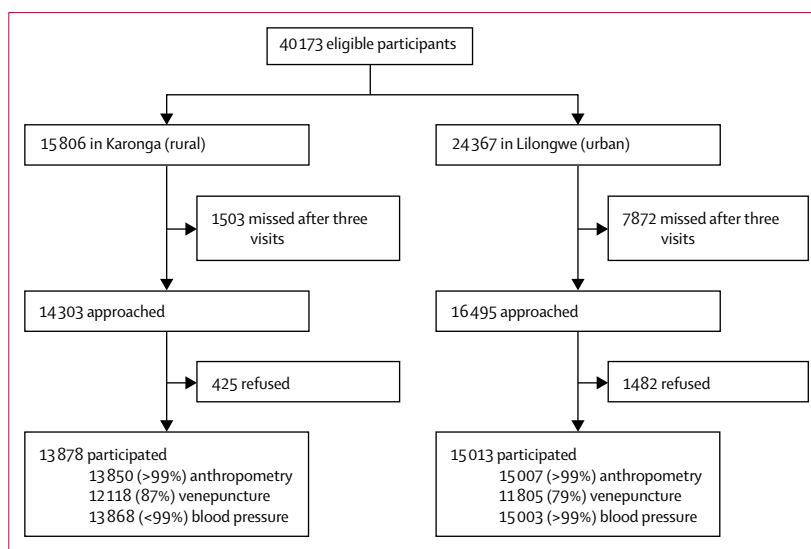 40 173 eligible participants
15 806 in Karonga (rural)
24 367 in Lilongwe (urban)
1503 missed after three
visits
7872 missed after three
visits
14 303 approached
16 495 approached
425 refused
1482 refused
13 878 participated
13 850 (>99%) anthropometry
12 118 (87%) venepuncture
13 868 (<99%) blood pressure
15 013 participated
15 007 (>99%) anthropometry
11 805 (79%) venepuncture
15 003 (>99%) blood pressure